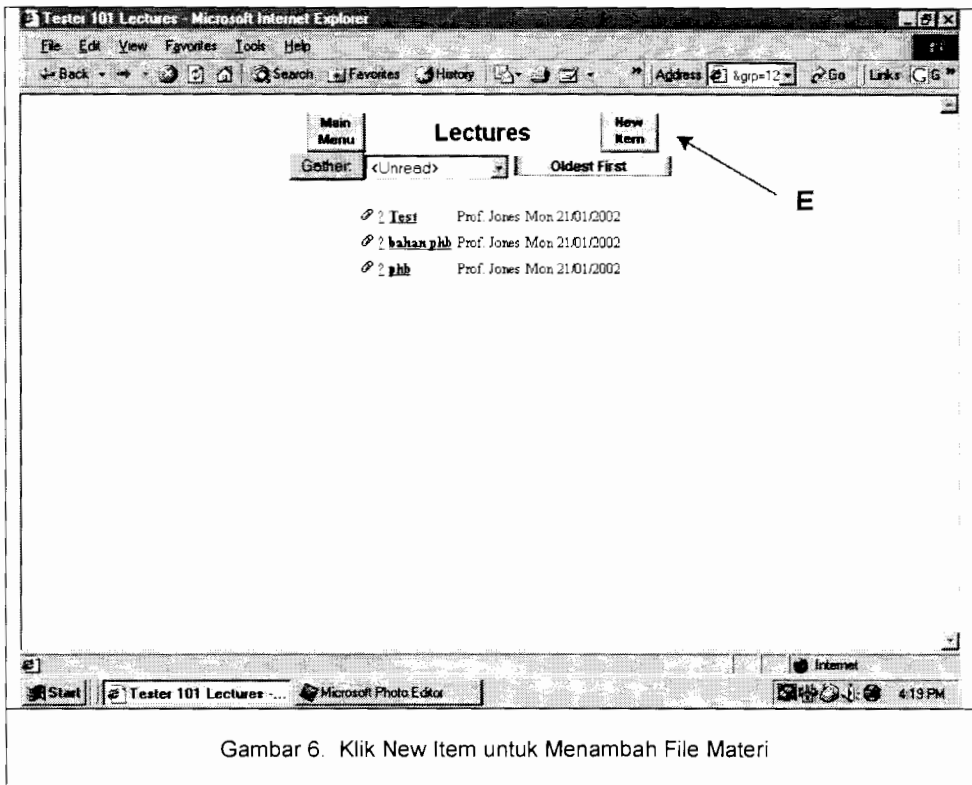 Tester 101 Lectures - Microsoft Internet Explorer
File Edit View Favorites Tools Help
Back Search Favorites History » Address &grp=12 Go Links G »
Main Menu Lectures New Item
Gather: <Unread> Oldest First
E
? Test Prof. Jones Mon 21/01/2002
? bahan phb Prof. Jones Mon 21/01/2002
? phb Prof. Jones Mon 21/01/2002
Internet
Start Tester 101 Lectures -... Microsoft Photo Editor 4:19 PM
Gambar 6. Klik New Item untuk Menambah File Materi